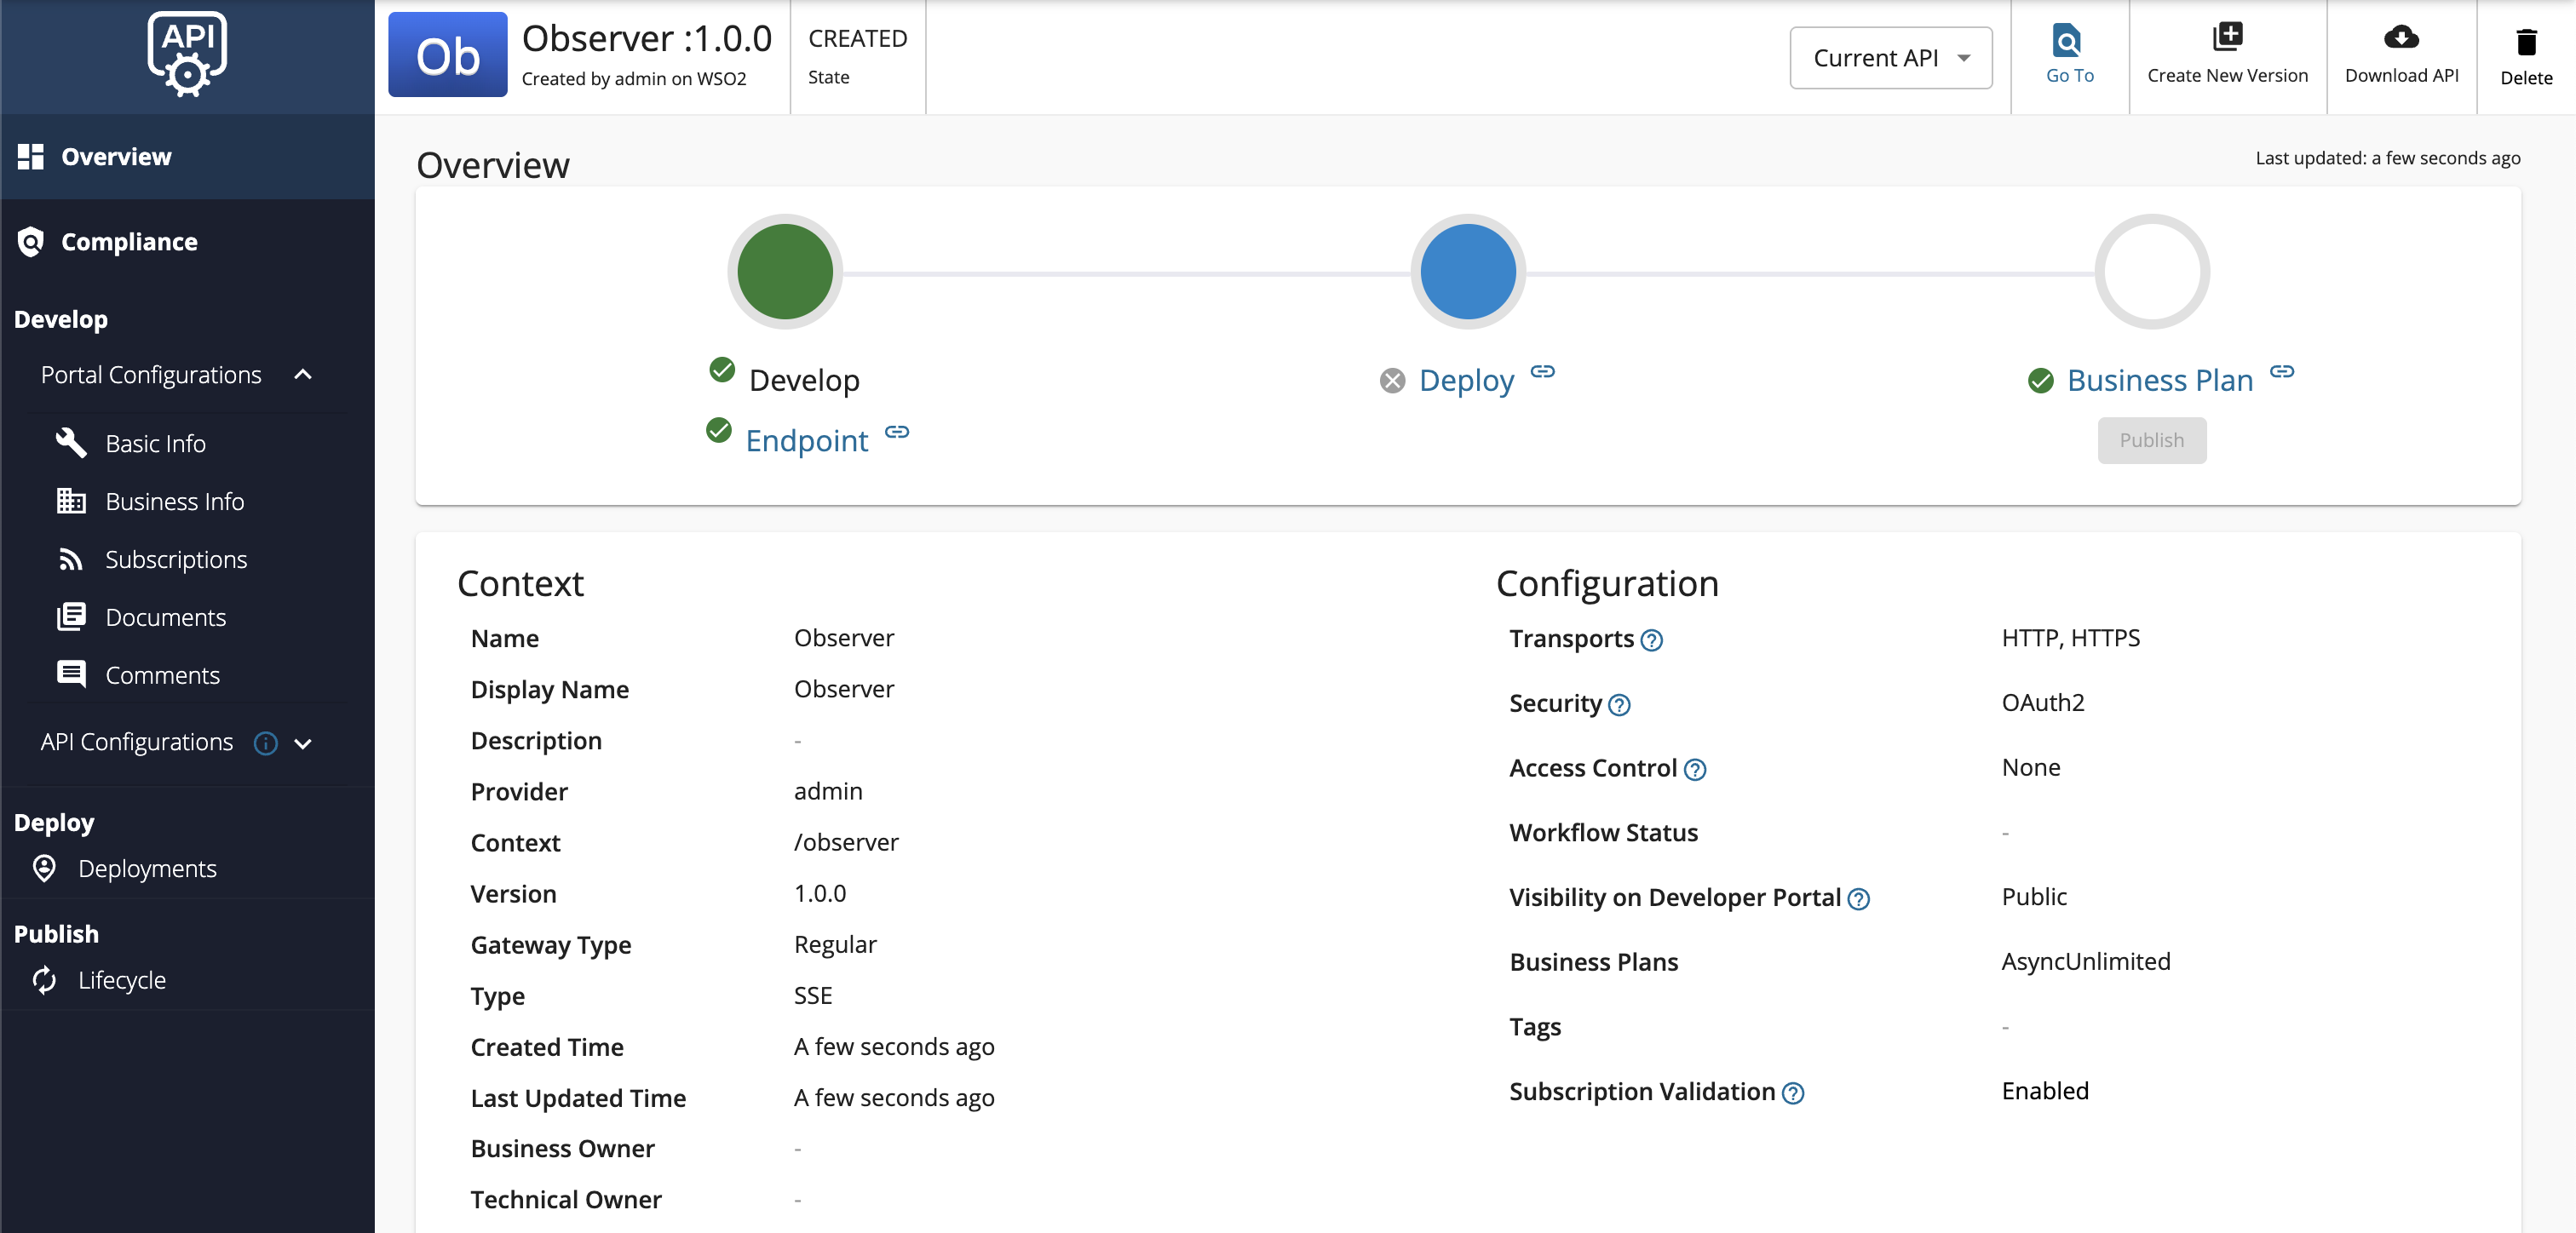 API
Ob
Observer :1.0.0
Created by admin on WSO2
CREATED
State
Current API
Go To
Create New Version
Download API
Delete
Overview
Compliance
Develop
Portal Configurations
Basic Info
Business Info
Subscriptions
Documents
Comments
API Configurations
Deploy
Deployments
Publish
Lifecycle
Overview
Last updated: a few seconds ago
Develop
Endpoint
Deploy
Business Plan
Publish
Context
Name Observer
Display Name Observer
Description -
Provider admin
Context /observer
Version 1.0.0
Gateway Type Regular
Type SSE
Created Time A few seconds ago
Last Updated Time A few seconds ago
Business Owner -
Technical Owner -
Configuration
Transports ? HTTP, HTTPS
Security ? OAuth2
Access Control ? None
Workflow Status -
Visibility on Developer Portal ? Public
Business Plans AsyncUnlimited
Tags -
Subscription Validation ? Enabled